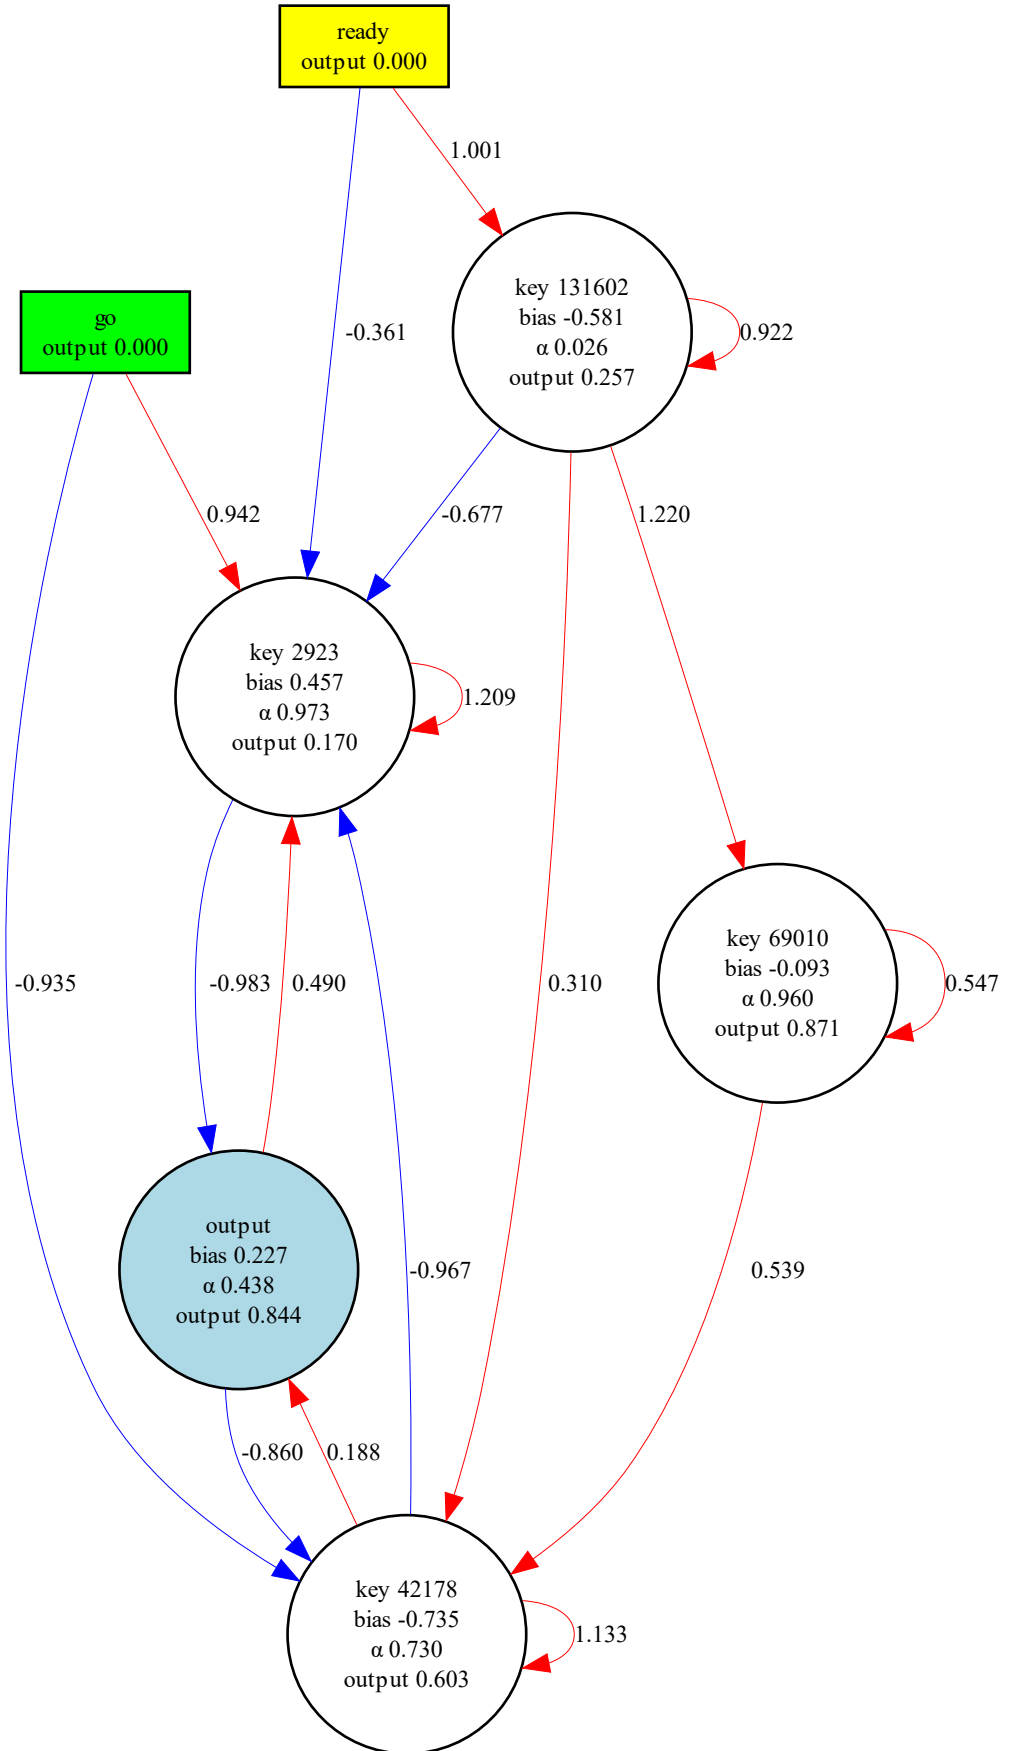 ready
output 0.000
1.001
key 131602
bias -0.581
α 0.026
output 0.257
0.922
go
output 0.000
-0.361
0.942
-0.677
1.220
key 2923
bias 0.457
α 0.973
output 0.170
1.209
key 69010
bias -0.093
α 0.960
output 0.871
0.547
-0.935
-0.983
0.490
0.310
output
bias 0.227
α 0.438
output 0.844
-0.967
0.539
-0.860
0.188
key 42178
bias -0.735
α 0.730
output 0.603
1.133